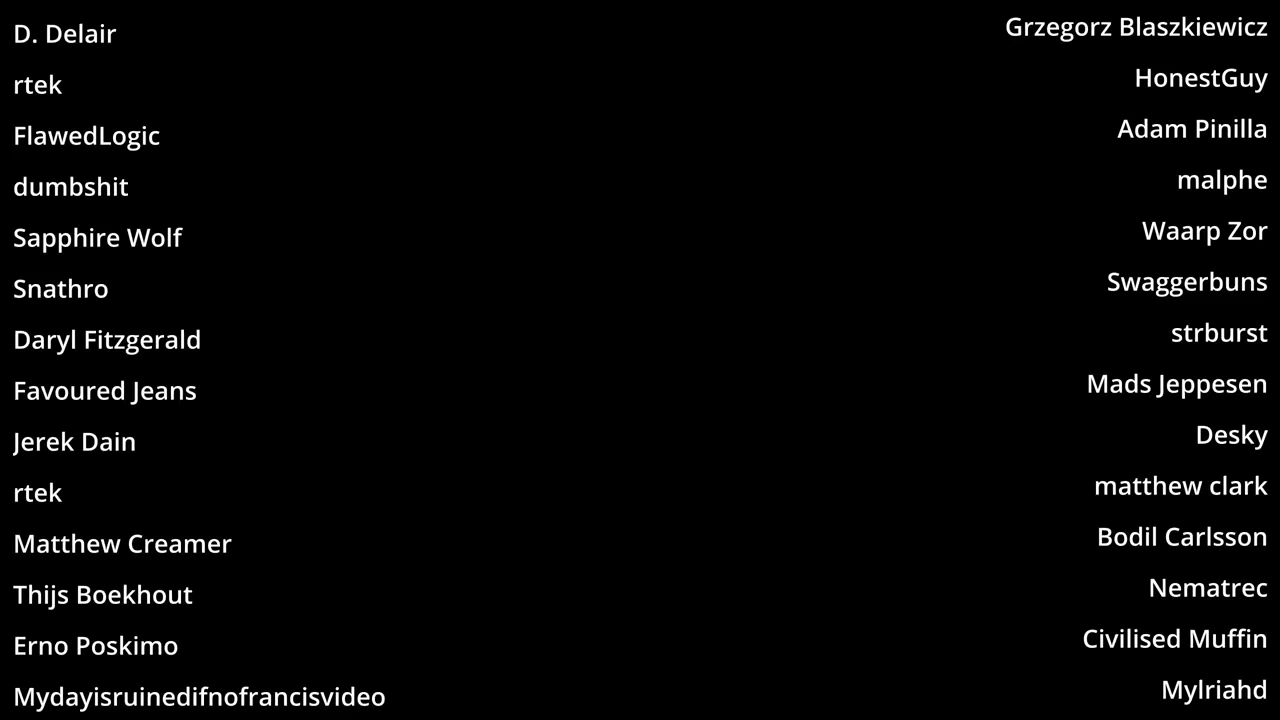 D. Delair
rtek
FlawedLogic
dumbshit
Sapphire Wolf
Snathro
Daryl Fitzgerald
Favoured Jeans
Jerek Dain
rtek
Matthew Creamer
Thijs Boekhout
Erno Poskimo
Mydayisruinedifnofrancisvideo
Grzegorz Blaszkiewicz
HonestGuy
Adam Pinilla
malphe
Waarp Zor
Swaggerbuns
strburst
Mads Jeppesen
Desky
matthew clark
Bodil Carlsson
Nematrec
Civilised Muffin
Mylriahd